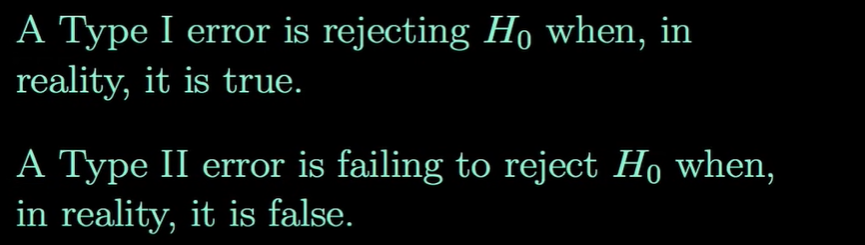 A Type I error is rejecting H₀ when, in
reality, it is true.
A Type II error is failing to reject H₀ when,
in reality, it is false.